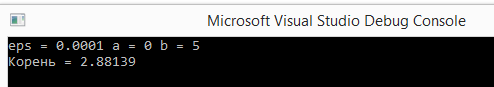 Microsoft Visual Studio Debug Console
eps = 0.0001 a = 0 b = 5
Корень = 2.88139